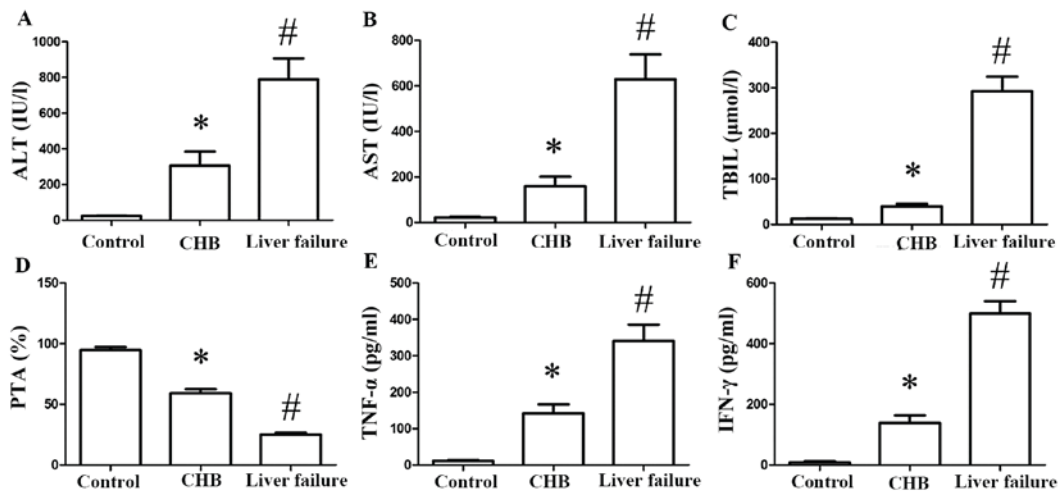 A
ALT (IU/l)
1000
800
600
400
200
0
*
#
Control
CHB
Liver failure
B
AST (IU/l)
800
600
400
200
0
*
#
Control
CHB
Liver failure
C
TBIL (μmol/l)
400
300
200
100
0
*
#
Control
CHB
Liver failure
D
PTA (%)
150
100
50
0
*
#
Control
CHB
Liver failure
E
TNF-α (pg/ml)
500
400
300
200
100
0
*
#
Control
CHB
Liver failure
F
IFN-γ (pg/ml)
600
400
200
0
*
#
Control
CHB
Liver failure